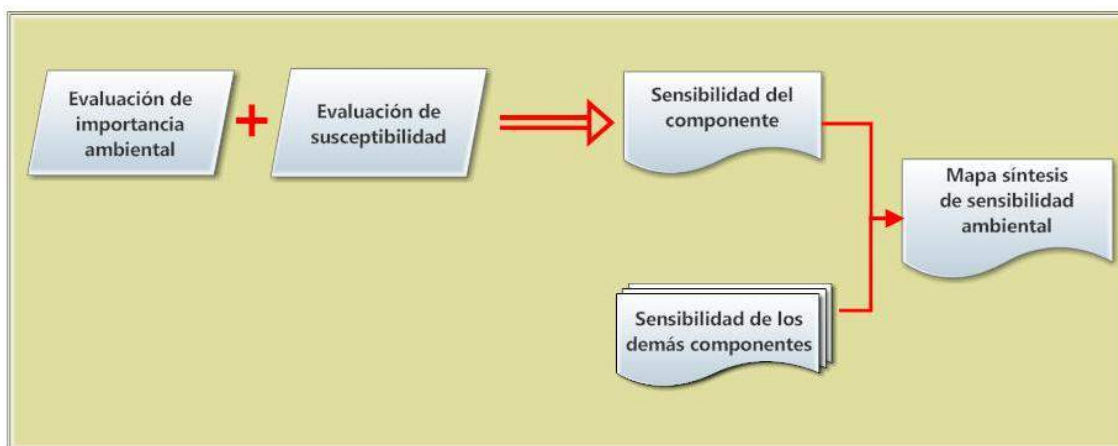 Evaluación de
importancia
ambiental
+
Evaluación de
susceptibilidad
Sensibilidad del
componente
Mapa síntesis
de sensibilidad
ambiental
Sensibilidad de los
demás componentes